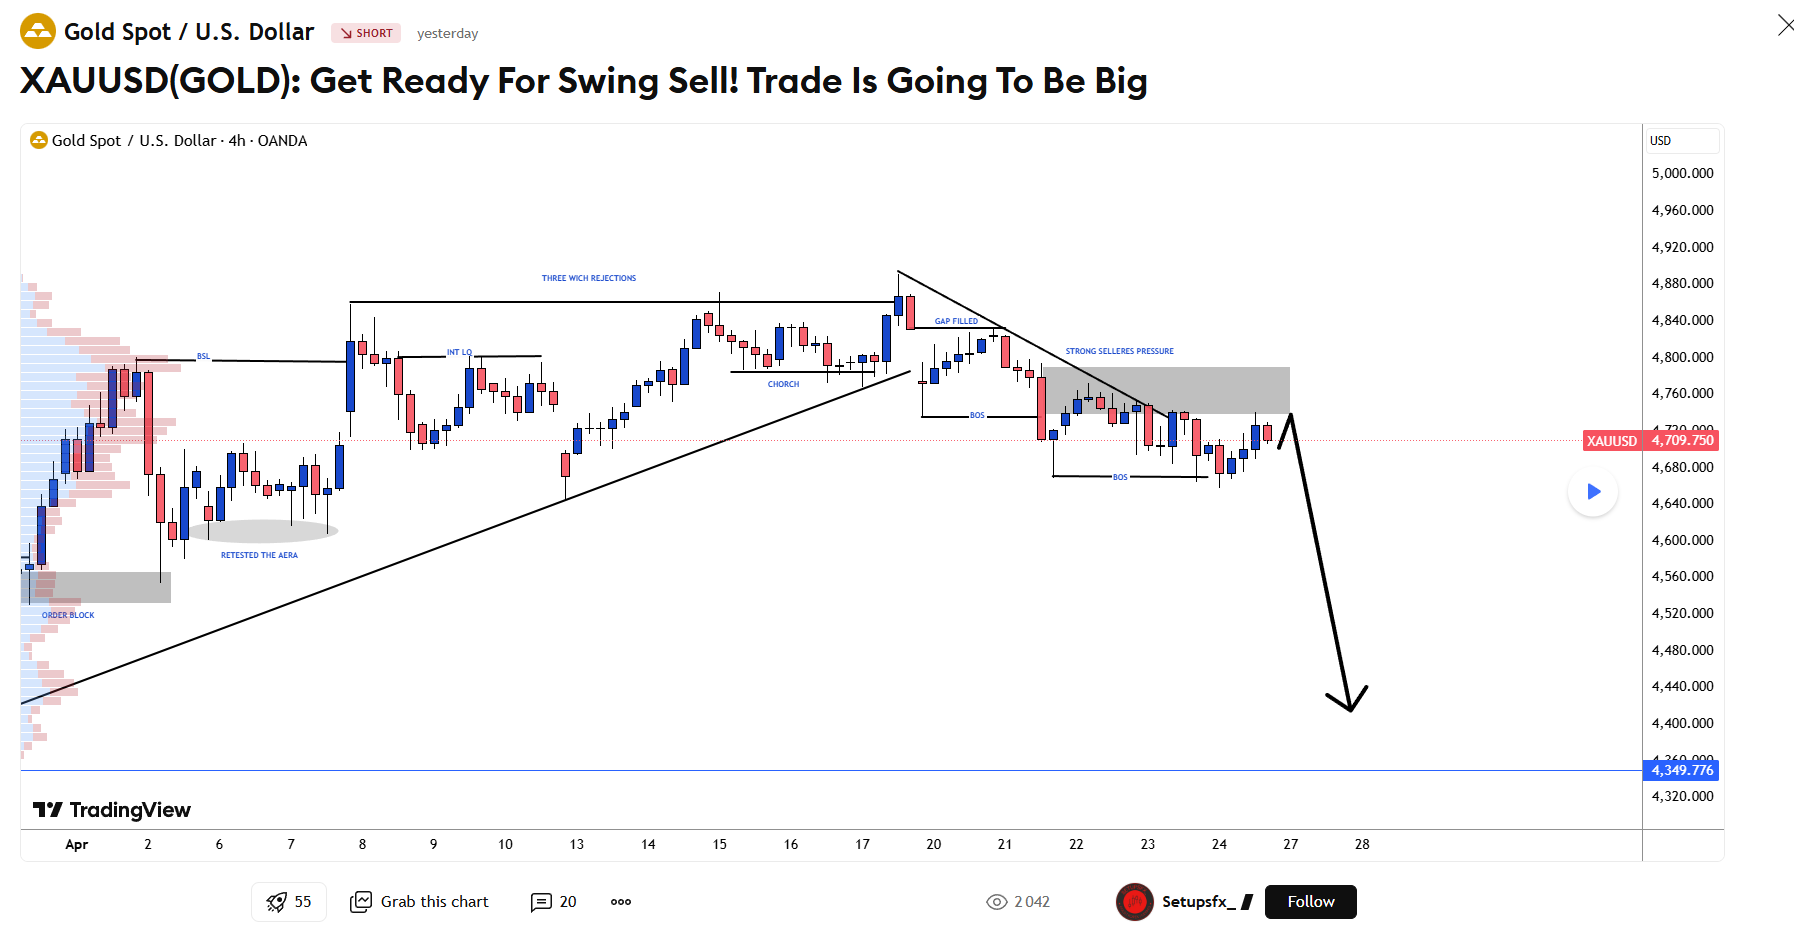 Gold Spot / U.S. Dollar SHORT yesterday
XAUUSD(GOLD): Get Ready For Swing Sell! Trade Is Going To Be Big
Gold Spot / U.S. Dollar · 4h · OANDA
USD
5,000.000
4,960.000
4,920.000
4,880.000
4,840.000
4,800.000
4,760.000
4,720.000
XAUUSD 4,709.750
4,680.000
4,640.000
4,600.000
4,560.000
4,520.000
4,480.000
4,440.000
4,400.000
4,360.000
4,349.776
4,320.000
THREE WICH REJECTIONS
GAP FILLED
STRONG SELLERES PRESSURE
BSL
INT LQ
CHORCH
BOS
BOS
RETESTED THE AERA
ORDER BLOCK
TradingView
Apr 2 6 7 8 9 10 13 14 15 16 17 20 21 22 23 24 27 28
55 Grab this chart 20 2 042 Setupsfx_ Follow